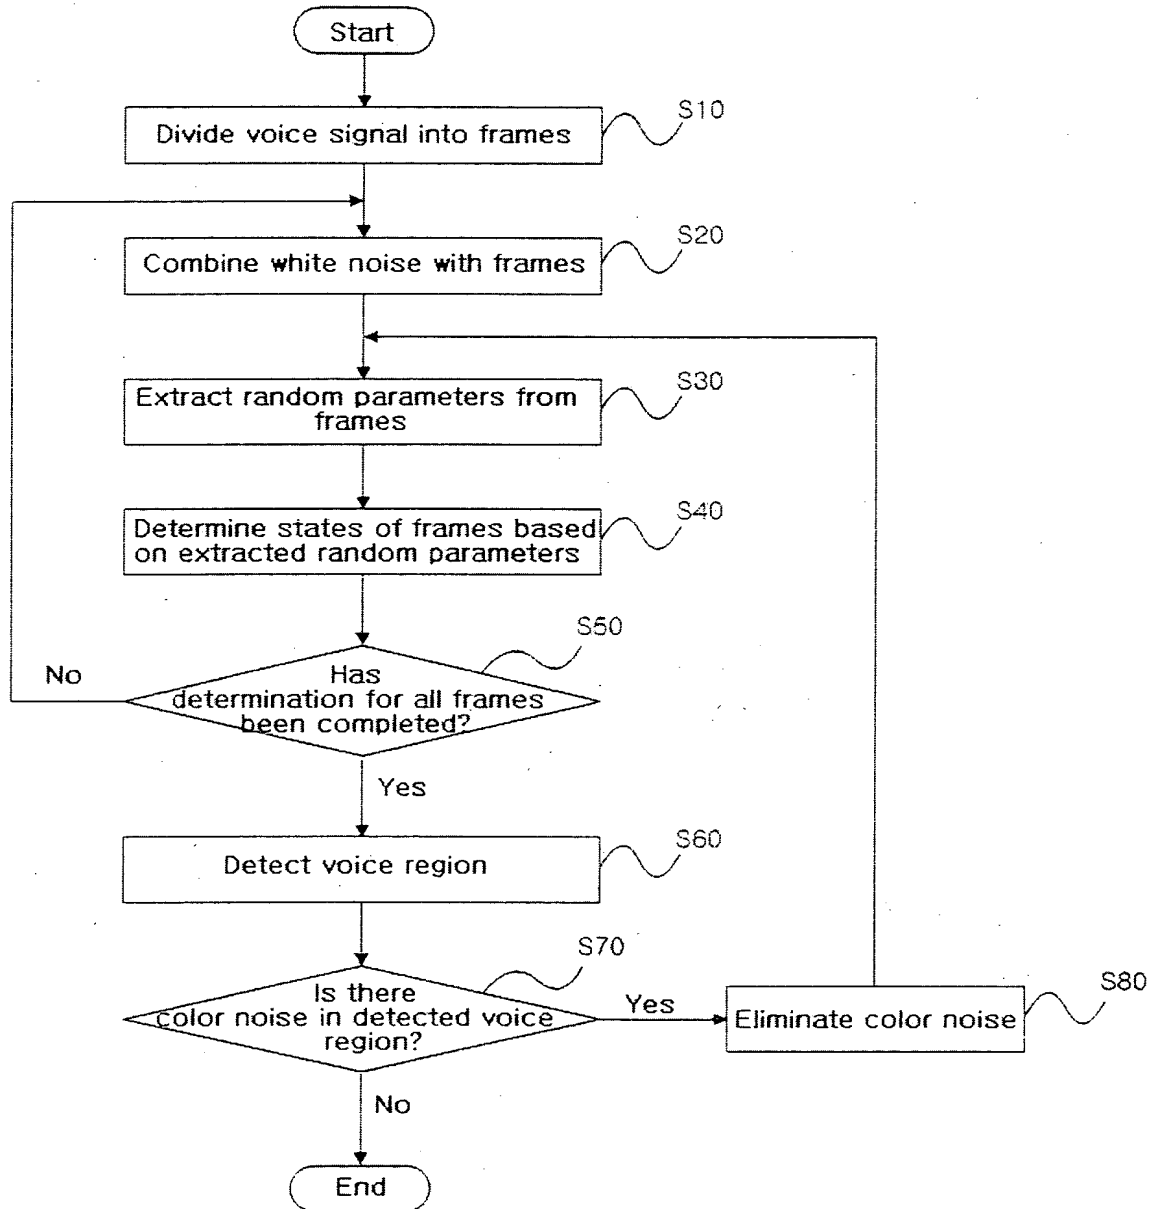 Start
S10
Divide voice signal into frames
S20
Combine white noise with frames
S30
Extract random parameters from
frames
S40
Determine states of frames based
on extracted random parameters
S50
No
Has
determination for all frames
been completed?
Yes
S60
Detect voice region
S70
Is there
color noise in detected voice
region?
Yes
S80
Eliminate color noise
No
End